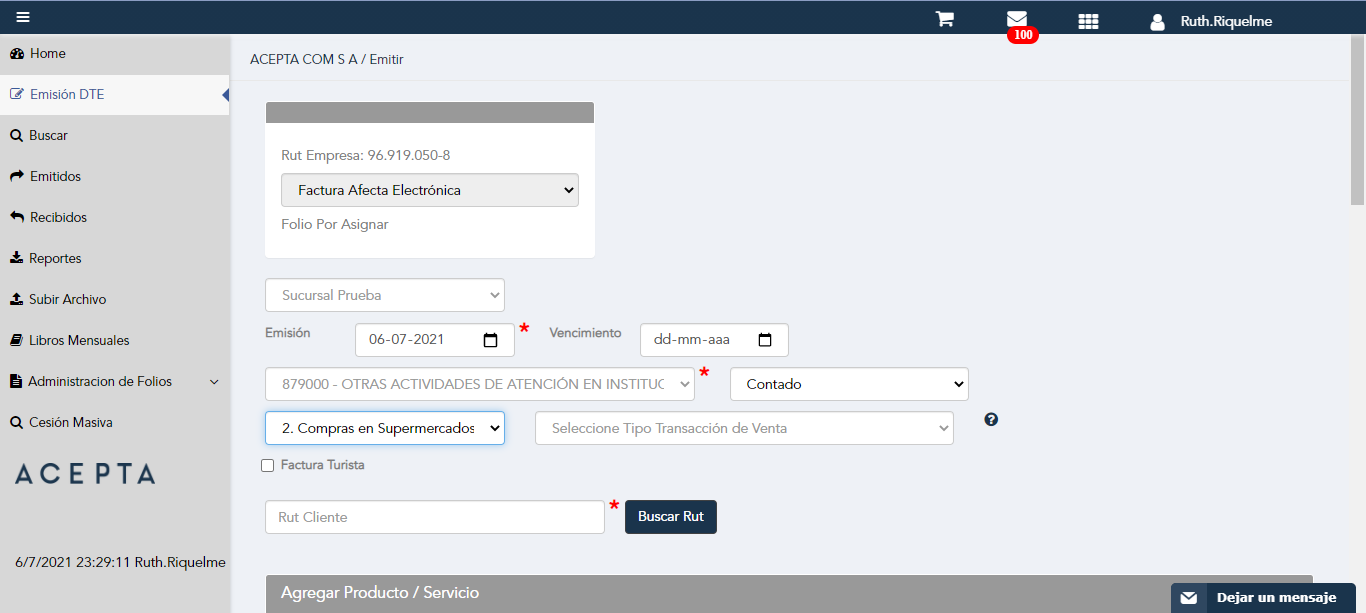 100
Ruth.Riquelme
Home
Emisión DTE
Buscar
Emitidos
Recibidos
Reportes
Subir Archivo
Libros Mensuales
Administracion de Folios
Cesión Masiva
ACEPTA
6/7/2021 23:29:11 Ruth.Riquelme
ACEPTA COM S A / Emitir
Rut Empresa: 96.919.050-8
Factura Afecta Electrónica
Folio Por Asignar
Sucursal Prueba
Emisión 06-07-2021 * Vencimiento dd-mm-aaa
879000 - OTRAS ACTIVIDADES DE ATENCIÓN EN INSTITUC * Contado
2. Compras en Supermercados Seleccione Tipo Transacción de Venta ?
Factura Turista
Rut Cliente * Buscar Rut
Agregar Producto / Servicio
Dejar un mensaje